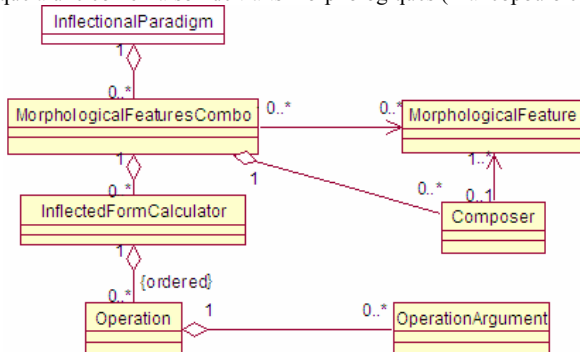 InflectionalParadigm
1
0..*
MorphologicalFeaturesCombo
0..*
0..*
MorphologicalFeature
1
1
1..*
0..*
0..*
0..1
InflectedFormCalculator
Composer
1
{ordered}
0..*
Operation
1
0..*
OperationArgument